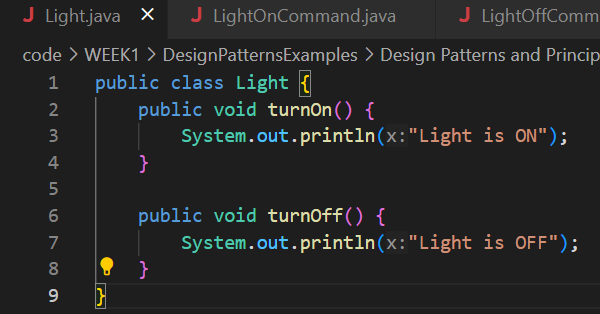 J Light.java × J LightOnCommand.java J LightOffComm
code > WEEK1 > DesignPatternsExamples > Design Patterns and Princip
1 public class Light {
2     public void turnOn() {
3         System.out.println(x:"Light is ON");
4     }
5
6     public void turnOff() {
7         System.out.println(x:"Light is OFF");
8     }
9 }